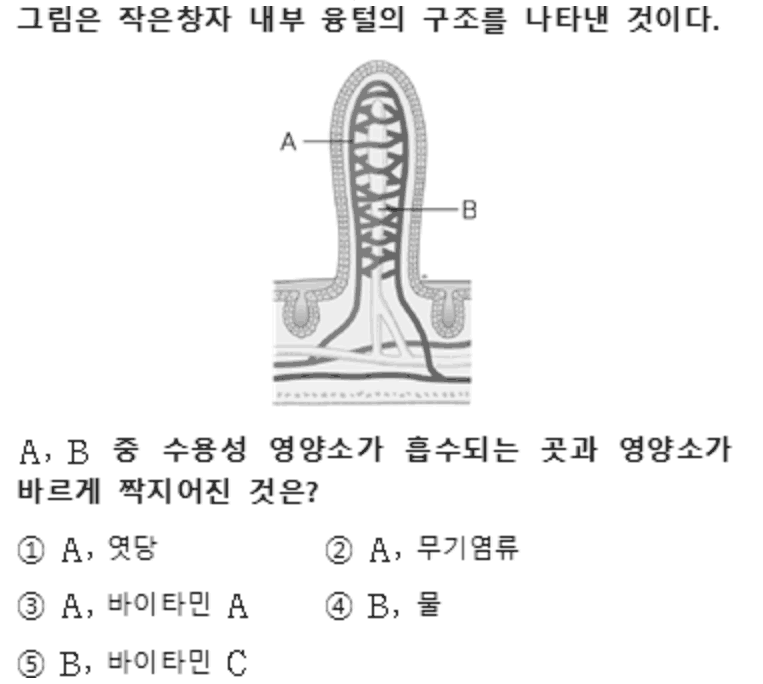 그림은 작은창자 내부 융털의 구조를 나타낸 것이다.
A
B
A, B 중 수용성 영양소가 흡수되는 곳과 영양소가
바르게 짝지어진 것은?
① A, 엿당 ② A, 무기염류
③ A, 바이타민 A ④ B, 물
⑤ B, 바이타민 C